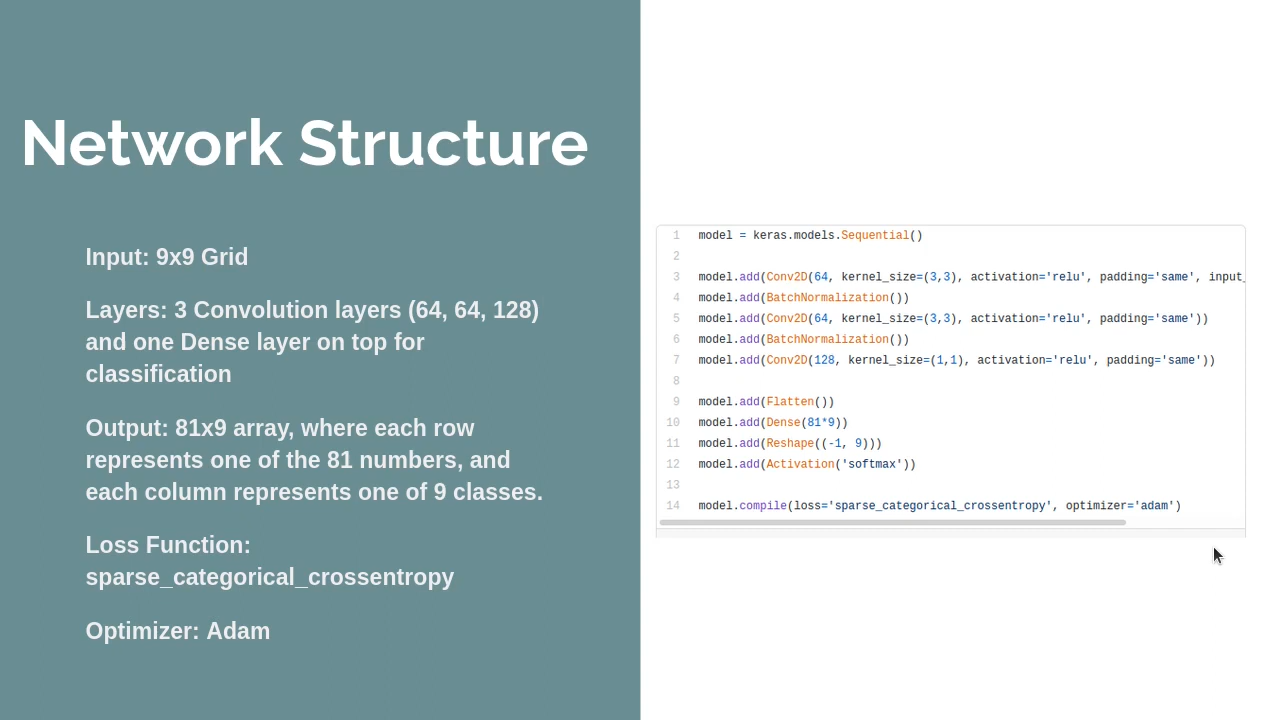 Network Structure
Input: 9x9 Grid
Layers: 3 Convolution layers (64, 64, 128)
and one Dense layer on top for
classification
Output: 81x9 array, where each row
represents one of the 81 numbers, and
each column represents one of 9 classes.
Loss Function:
sparse_categorical_crossentropy
Optimizer: Adam
1 model = keras.models.Sequential()
2
3 model.add(Conv2D(64, kernel_size=(3,3), activation='relu', padding='same', input_
4 model.add(BatchNormalization())
5 model.add(Conv2D(64, kernel_size=(3,3), activation='relu', padding='same'))
6 model.add(BatchNormalization())
7 model.add(Conv2D(128, kernel_size=(1,1), activation='relu', padding='same'))
8
9 model.add(Flatten())
10 model.add(Dense(81*9))
11 model.add(Reshape((-1, 9)))
12 model.add(Activation('softmax'))
13
14 model.compile(loss='sparse_categorical_crossentropy', optimizer='adam')